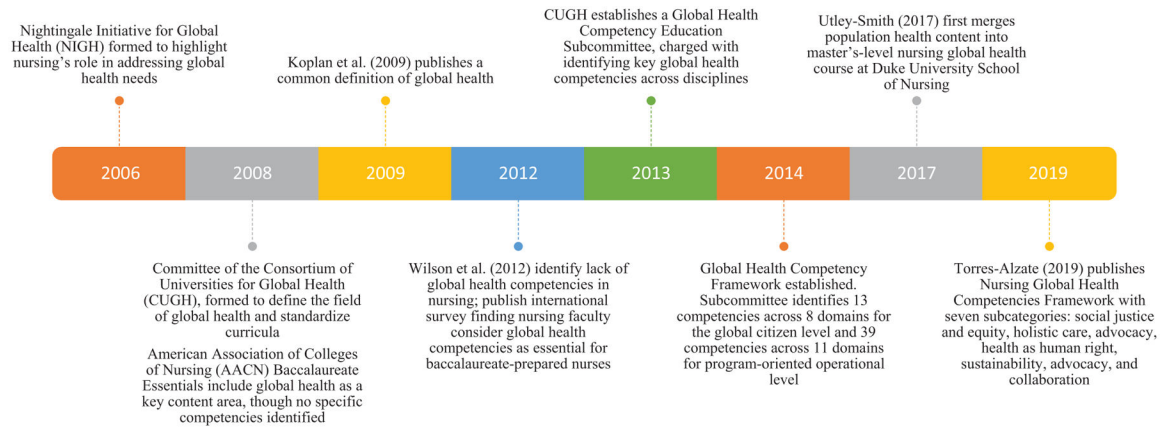 Nightingale Initiative for
Global Health (NIGH) formed to highlight
nursing's role in addressing global
health needs
Koplan et al. (2009) publishes a
common definition of global health
CUGH establishes a Global Health
Competency Education
Subcommittee, charged with
identifying key global health
competencies across disciplines
Utley-Smith (2017) first merges
population health content into
master's-level nursing global health
course at Duke University School
of Nursing
2006
2008
2009
2012
2013
2014
2017
2019
Committee of the Consortium of
Universities for Global Health (CUGH),
formed to define the field
of global health and standardize
curricula
American Association of Colleges
of Nursing (AACN) Baccalaureate
Essentials include global health as a
key content area, though no specific
competencies identified
Wilson et al. (2012) identify lack of
global health competencies in
nursing; publish international
survey finding nursing faculty
consider global health
competencies as essential for
baccalaureate-prepared nurses
Global Health Competency
Framework established.
Subcommittee identifies 13
competencies across 8 domains for
the global citizen level and 39
competencies across 11 domains
for program-oriented operational
level
Torres-Alzate (2019) publishes
Nursing Global Health
Competencies Framework with
seven subcategories: social justice
and equity, holistic care, advocacy,
health as human right,
sustainability, advocacy, and
collaboration